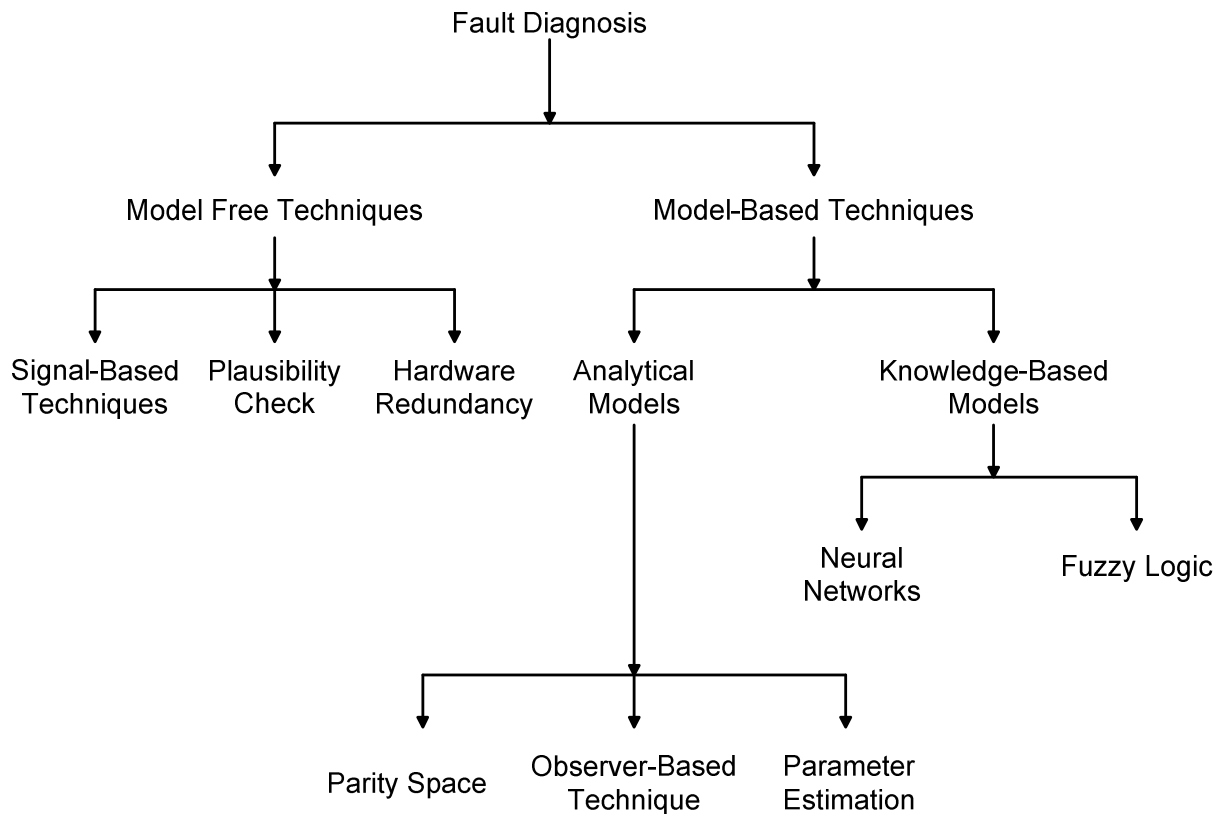 Fault Diagnosis
Model Free Techniques
Model-Based Techniques
Signal-Based
Techniques
Plausibility
Check
Hardware
Redundancy
Analytical
Models
Knowledge-Based
Models
Neural
Networks
Fuzzy Logic
Parity Space
Observer-Based
Technique
Parameter
Estimation